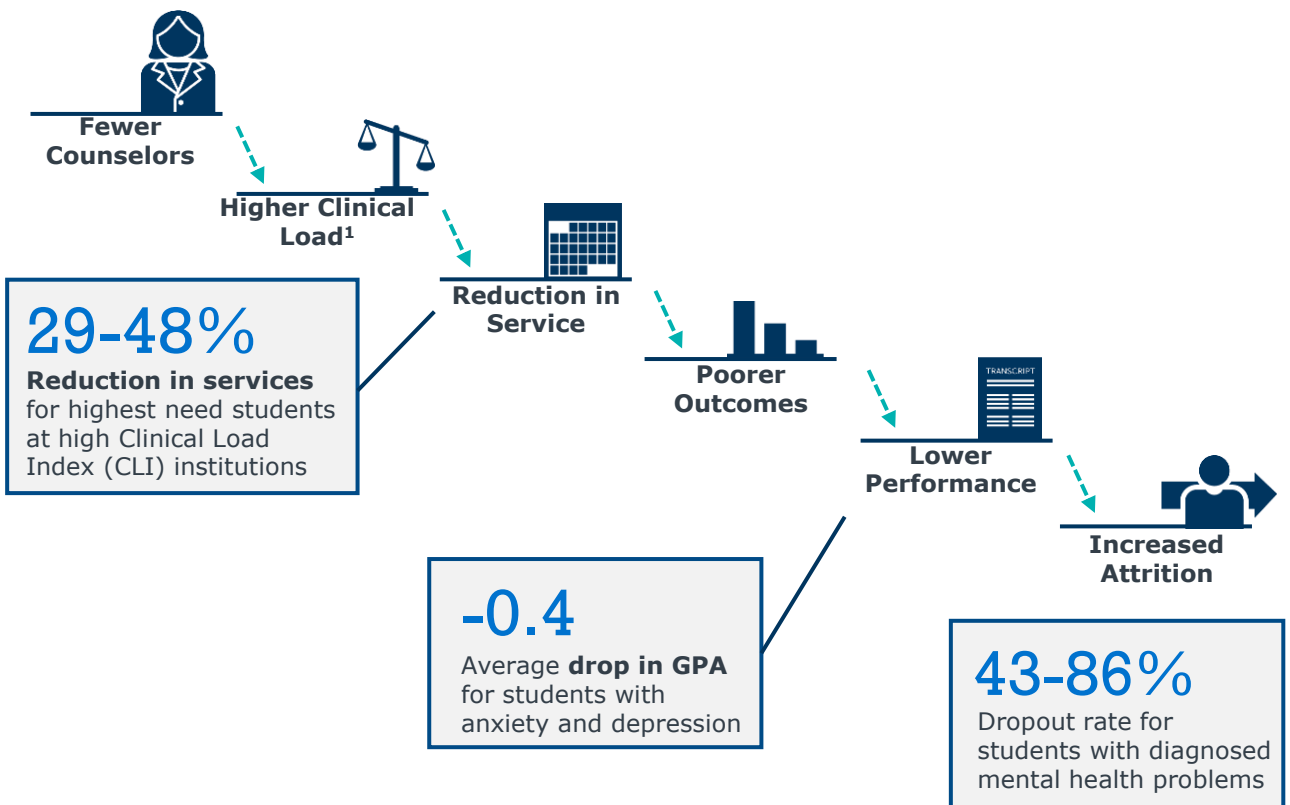 Fewer
Counselors
Higher Clinical
Load¹
Reduction in
Service
29-48%
Reduction in services
for highest need students
at high Clinical Load
Index (CLI) institutions
Poorer
Outcomes
TRANSCRIPT
Lower
Performance
-0.4
Average drop in GPA
for students with
anxiety and depression
Increased
Attrition
43-86%
Dropout rate for
students with diagnosed
mental health problems